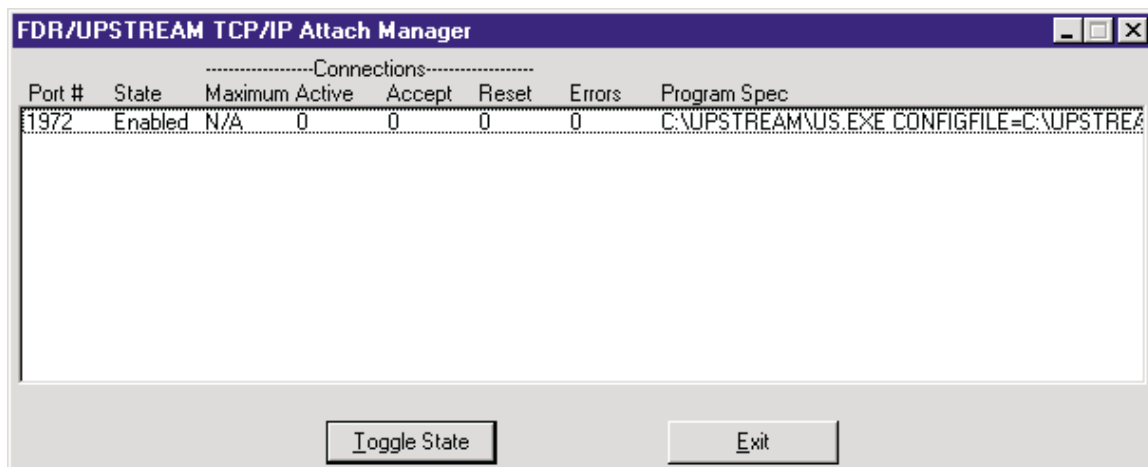 FDR/UPSTREAM TCP/IP Attach Manager
------------------Connections------------------
Port # State Maximum Active Accept Reset Errors Program Spec
1972 Enabled N/A 0 0 0 0 C:\UPSTREAM\US.EXE CONFIGFILE=C:\UPSTREA
Toggle State Exit